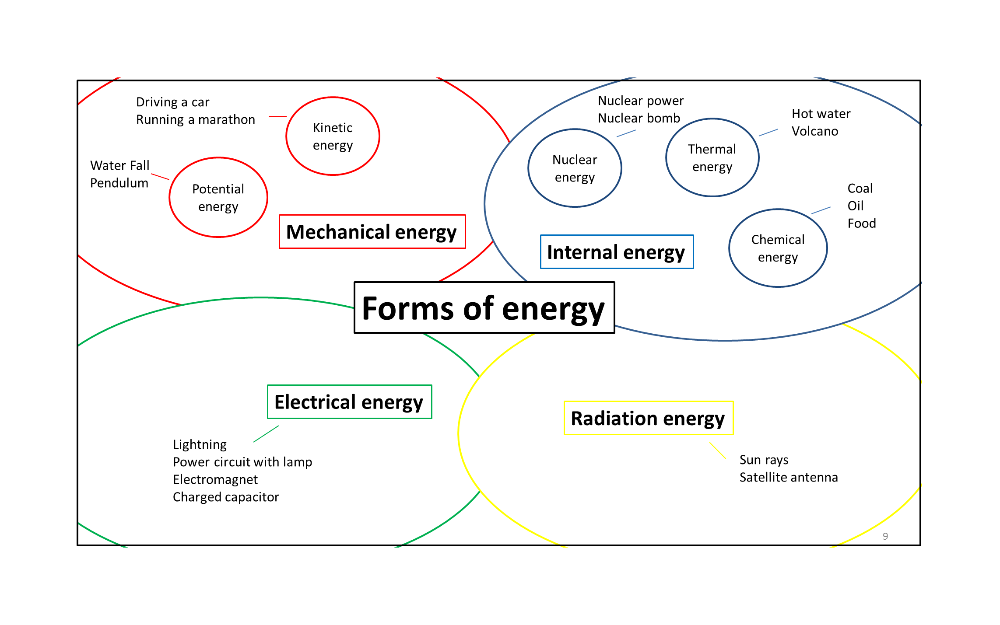 Driving a car
Running a marathon
Kinetic
energy
Water Fall
Pendulum
Potential
energy
Mechanical energy
Nuclear power
Nuclear bomb
Nuclear
energy
Hot water
Volcano
Thermal
energy
Coal
Oil
Food
Chemical
energy
Internal energy
Forms of energy
Electrical energy
Lightning
Power circuit with lamp
Electromagnet
Charged capacitor
Radiation energy
Sun rays
Satellite antenna
9